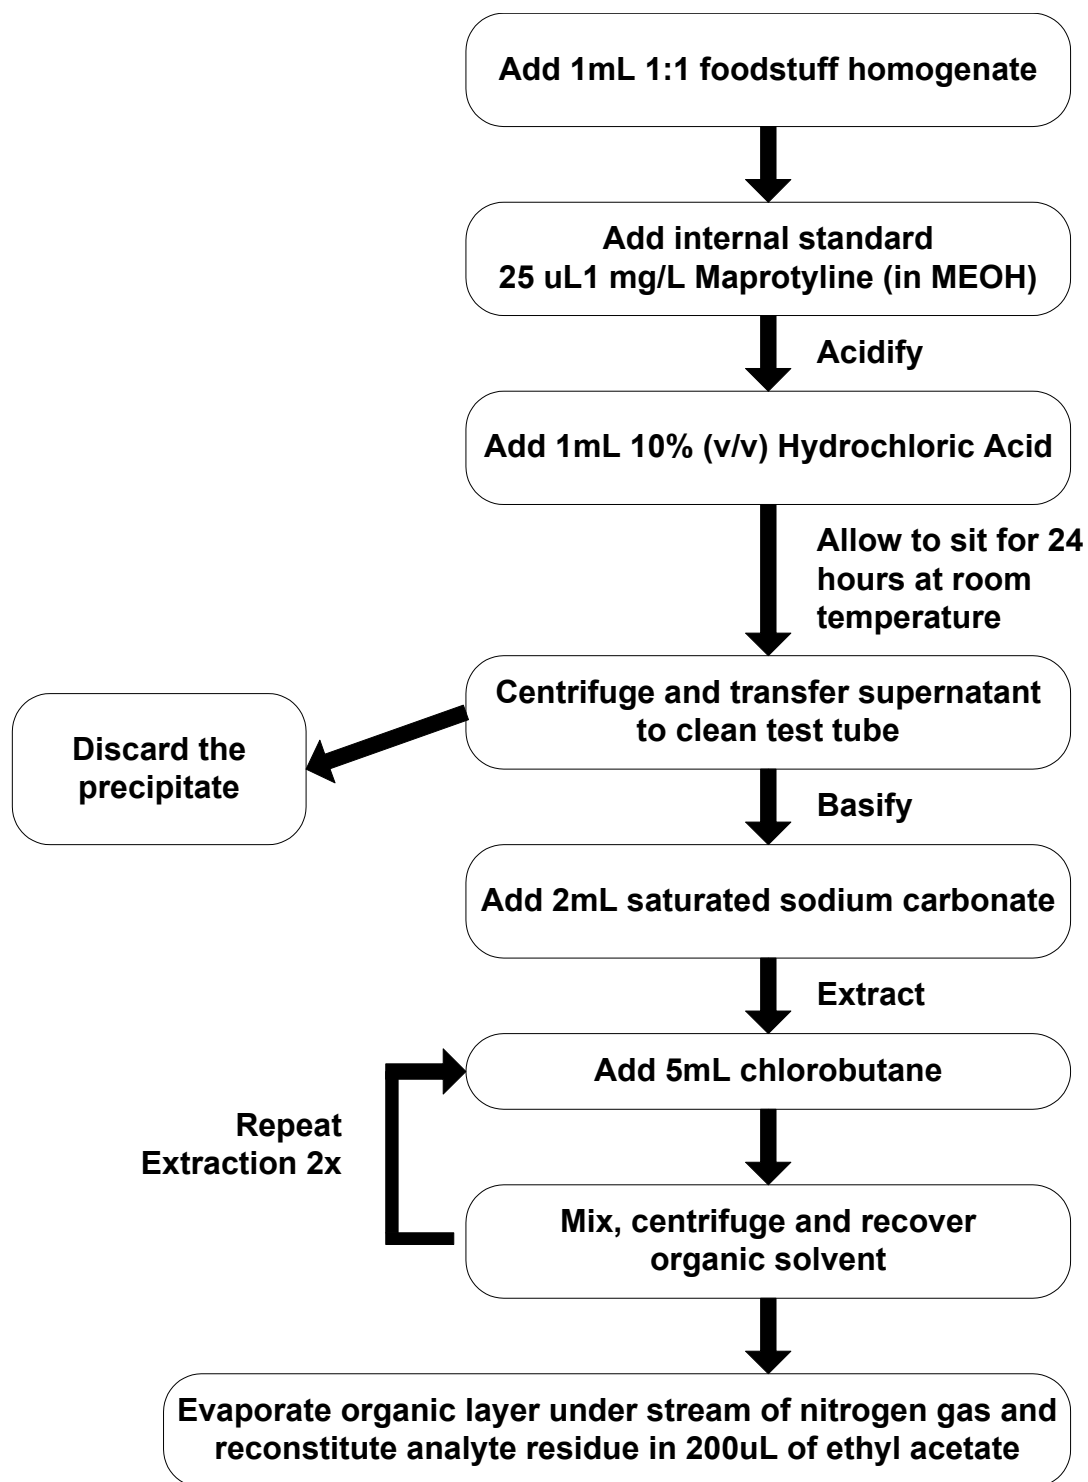 Add 1mL 1:1 foodstuff homogenate
Add internal standard
25 uL1 mg/L Maprotyline (in MEOH)
Acidify
Add 1mL 10% (v/v) Hydrochloric Acid
Allow to sit for 24
hours at room
temperature
Centrifuge and transfer supernatant
to clean test tube
Discard the
precipitate
Basify
Add 2mL saturated sodium carbonate
Extract
Add 5mL chlorobutane
Repeat
Extraction 2x
Mix, centrifuge and recover
organic solvent
Evaporate organic layer under stream of nitrogen gas and
reconstitute analyte residue in 200uL of ethyl acetate